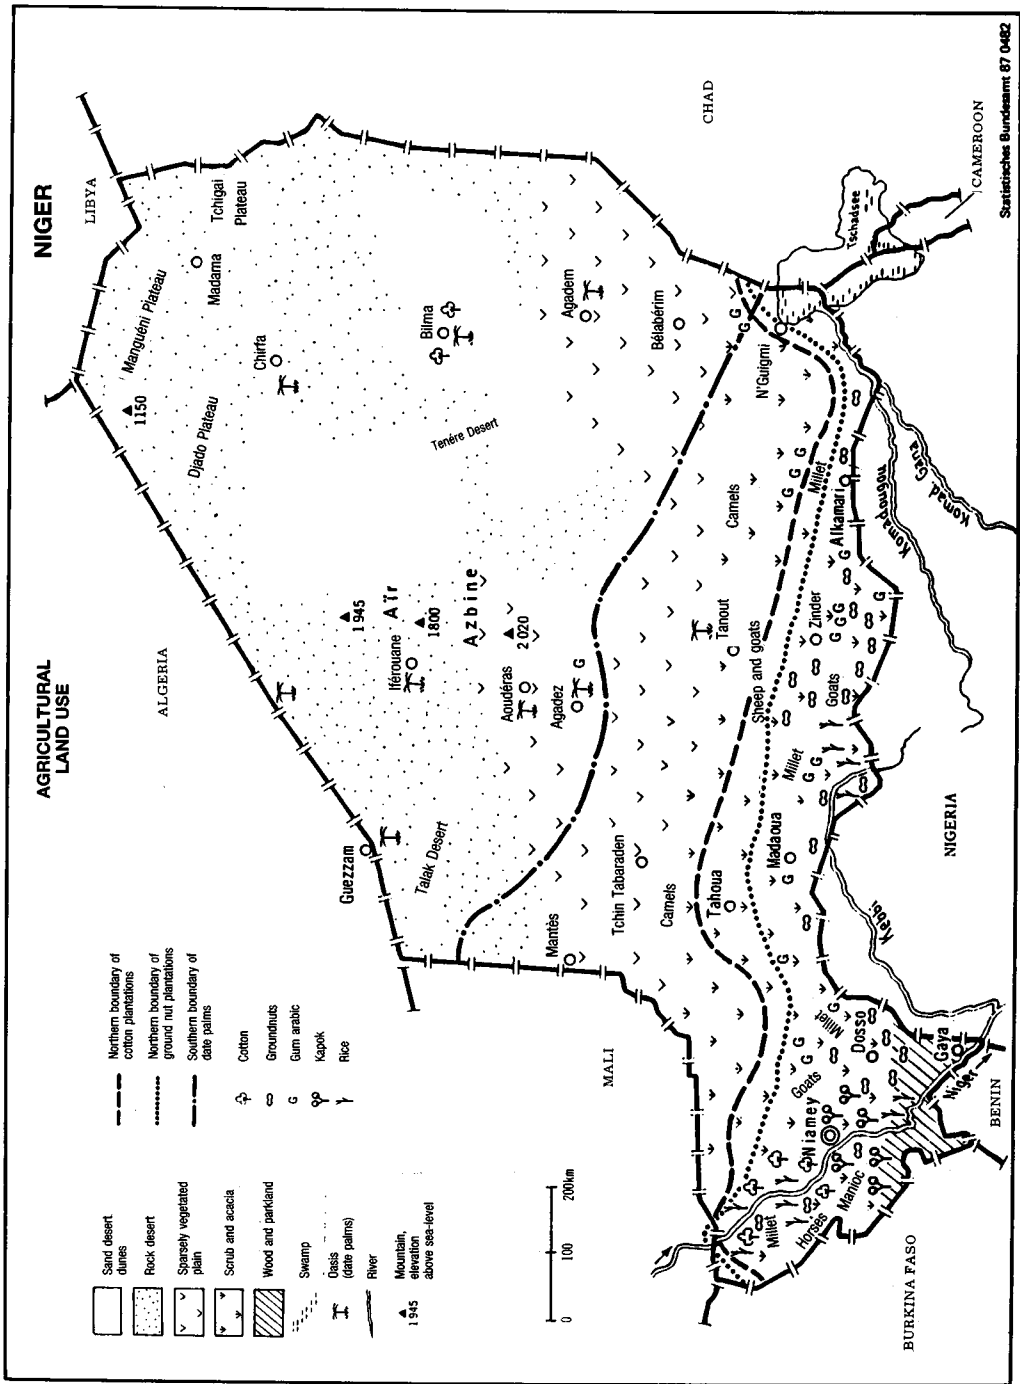 NIGER
AGRICULTURAL
LAND USE
LIBYA
ALGERIA
CHAD
MALI
NIGERIA
CAMEROON
BENIN
BURKINA FASO
Tschadsee
Manguéni Plateau
Tchigai
Plateau
Madama
1150
Djado Plateau
Chirfa
Bilma
Tenére Desert
Agadem
Bélabérim
N'Guigmi
1945
Aïr
Iférouane
1800
Azbine
2020
Aoudéras
Agadez
G
Guezzam
Talak Desert
Mantès
Tchin Tabaraden
Camels
Camels
Tanout
Tahoua
Sheep and goats
Madaoua
Millet
Goats
Zinder
Millet
Alkamari
Komadougou
Komad. Gana
Kebbi
Millet
Dosso
Gaya
Niger
Goats
Niamey
Millet
Horses
Manioc
Sand desert
dunes
Rock desert
Sparsely vegetated
plain
Scrub and acacia
Wood and parkland
Swamp
Oasis
(date palms)
River
1945
Mountain,
elevation
above sea-level
Northern boundary of
cotton plantations
Northern boundary of
ground nut plantations
Southern boundary of
date palms
Cotton
Groundnuts
G
Gum arabic
Kapok
Rice
0 100 200km
Statistisches Bundesamt 87 0482